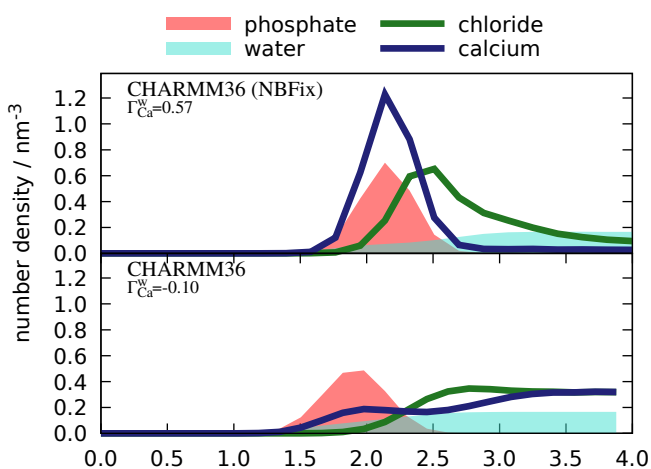 phosphate chloride
water calcium
number density / nm⁻³
CHARMM36 (NBFix)
Γ_Ca^w=0.57
1.2
1.0
0.8
0.6
0.4
0.2
0.0
CHARMM36
Γ_Ca^w=-0.10
1.2
1.0
0.8
0.6
0.4
0.2
0.0
0.0 0.5 1.0 1.5 2.0 2.5 3.0 3.5 4.0